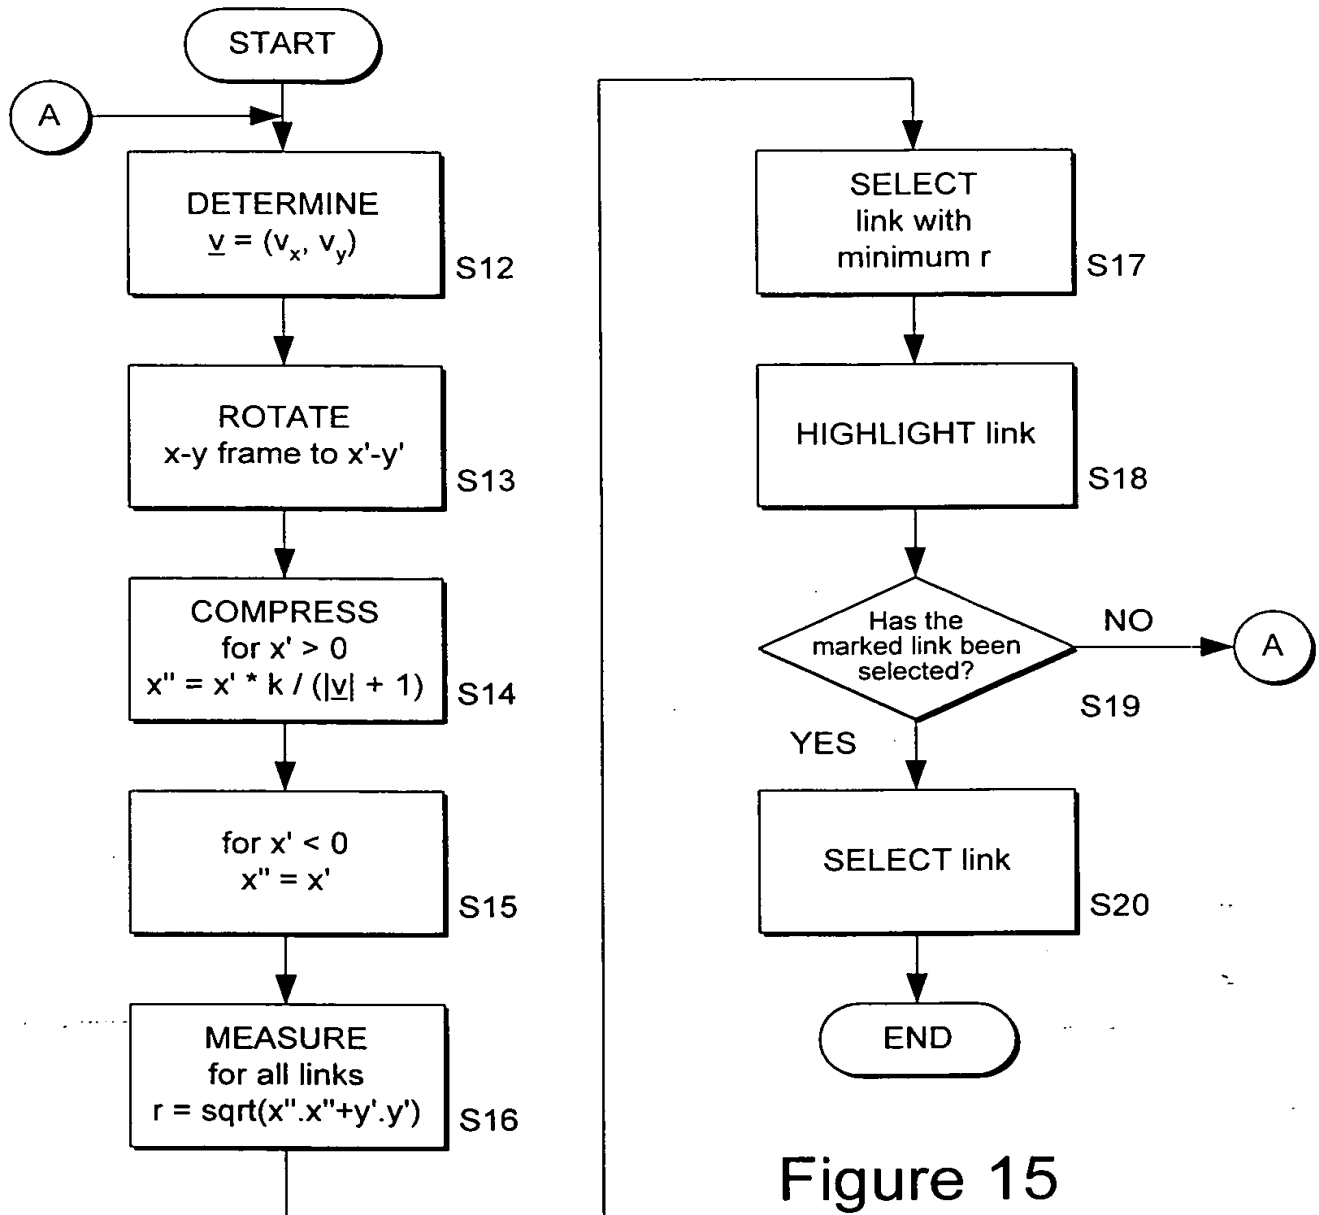 START
A
DETERMINE
v = (vx, vy)
S12
ROTATE
x-y frame to x'-y'
S13
COMPRESS
for x' > 0
x'' = x' * k / (|v| + 1)
S14
for x' < 0
x'' = x'
S15
MEASURE
for all links
r = sqrt(x''.x''+y'.y')
S16
SELECT
link with
minimum r
S17
HIGHLIGHT link
S18
Has the
marked link been
selected?
NO
A
S19
YES
SELECT link
S20
END
Figure 15